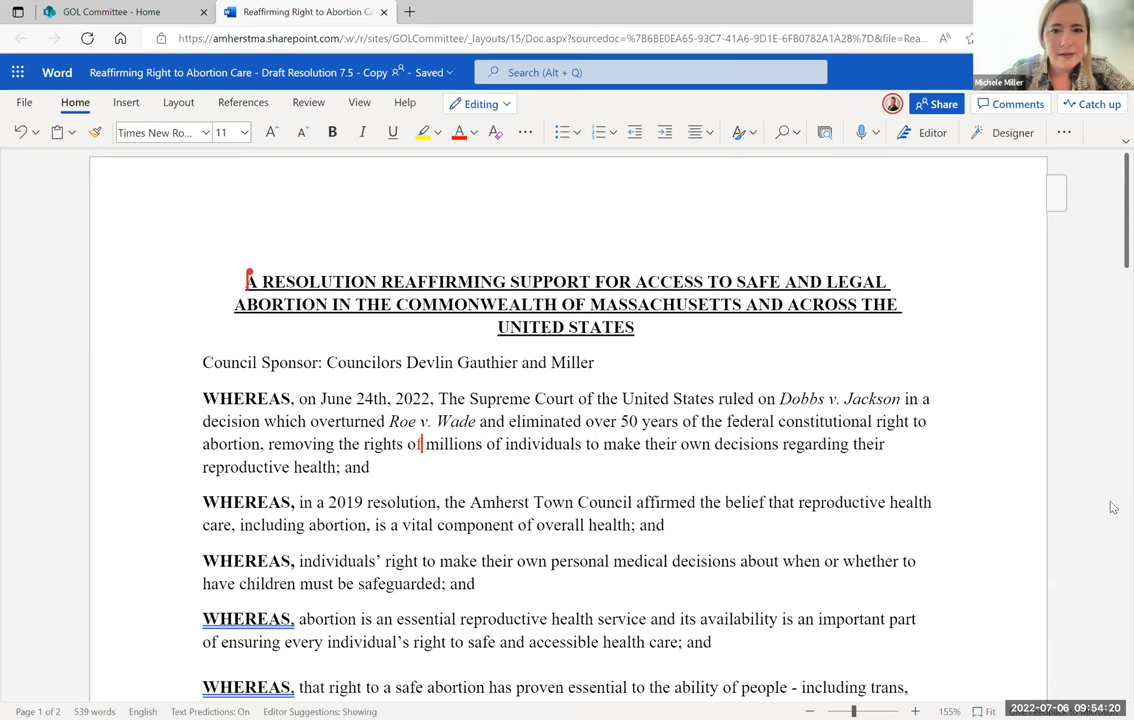 GOL Committee - Home
Reaffirming Right to Abortion Ca
https://amherstma.sharepoint.com/:w:/r/sites/GOLCommittee/_layouts/15/Doc.aspx?sourcedoc=%7B6BE0EA65-93C7-41A6-9D1E-6FB0782A1A28%7D&file=Rea...
Michele Miller
Word
Reaffirming Right to Abortion Care - Draft Resolution 7.5 - Copy
- Saved
Search (Alt + Q)
File
Home
Insert
Layout
References
Review
View
Help
Editing
Share
Comments
Catch up
Times New Ro...
11
Editor
Designer
A RESOLUTION REAFFIRMING SUPPORT FOR ACCESS TO SAFE AND LEGAL
ABORTION IN THE COMMONWEALTH OF MASSACHUSETTS AND ACROSS THE
UNITED STATES
Council Sponsor: Councilors Devlin Gauthier and Miller
WHEREAS, on June 24th, 2022, The Supreme Court of the United States ruled on Dobbs v. Jackson in a
decision which overturned Roe v. Wade and eliminated over 50 years of the federal constitutional right to
abortion, removing the rights of millions of individuals to make their own decisions regarding their
reproductive health; and
WHEREAS, in a 2019 resolution, the Amherst Town Council affirmed the belief that reproductive health
care, including abortion, is a vital component of overall health; and
WHEREAS, individuals’ right to make their own personal medical decisions about when or whether to
have children must be safeguarded; and
WHEREAS, abortion is an essential reproductive health service and its availability is an important part
of ensuring every individual’s right to safe and accessible health care; and
WHEREAS, that right to a safe abortion has proven essential to the ability of people - including trans,
Page 1 of 2
539 words
English
Text Predictions: On
Editor Suggestions: Showing
155%
Fit
2022-07-06 09:54:20